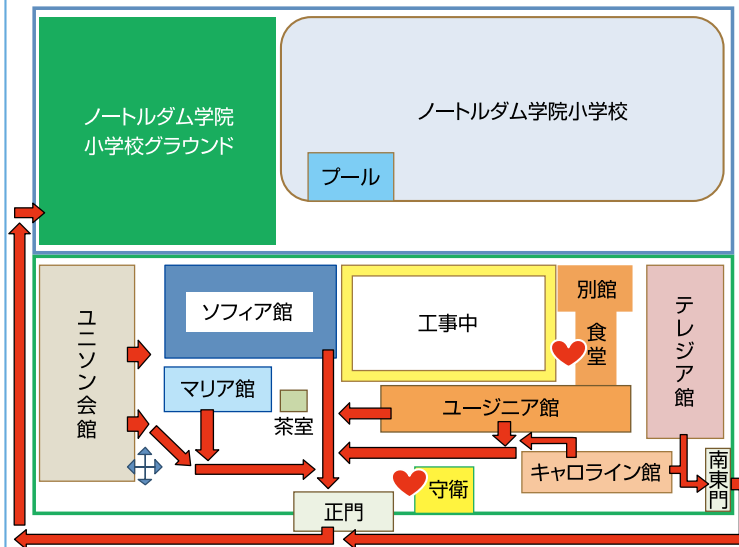 ノートルダム学院
小学校グラウンド
ノートルダム学院小学校
プール
ユニソン会館
ソフィア館
工事中
別館
食堂
テレジア館
マリア館
茶室
ユージニア館
キャロライン館
南東門
守衛
正門